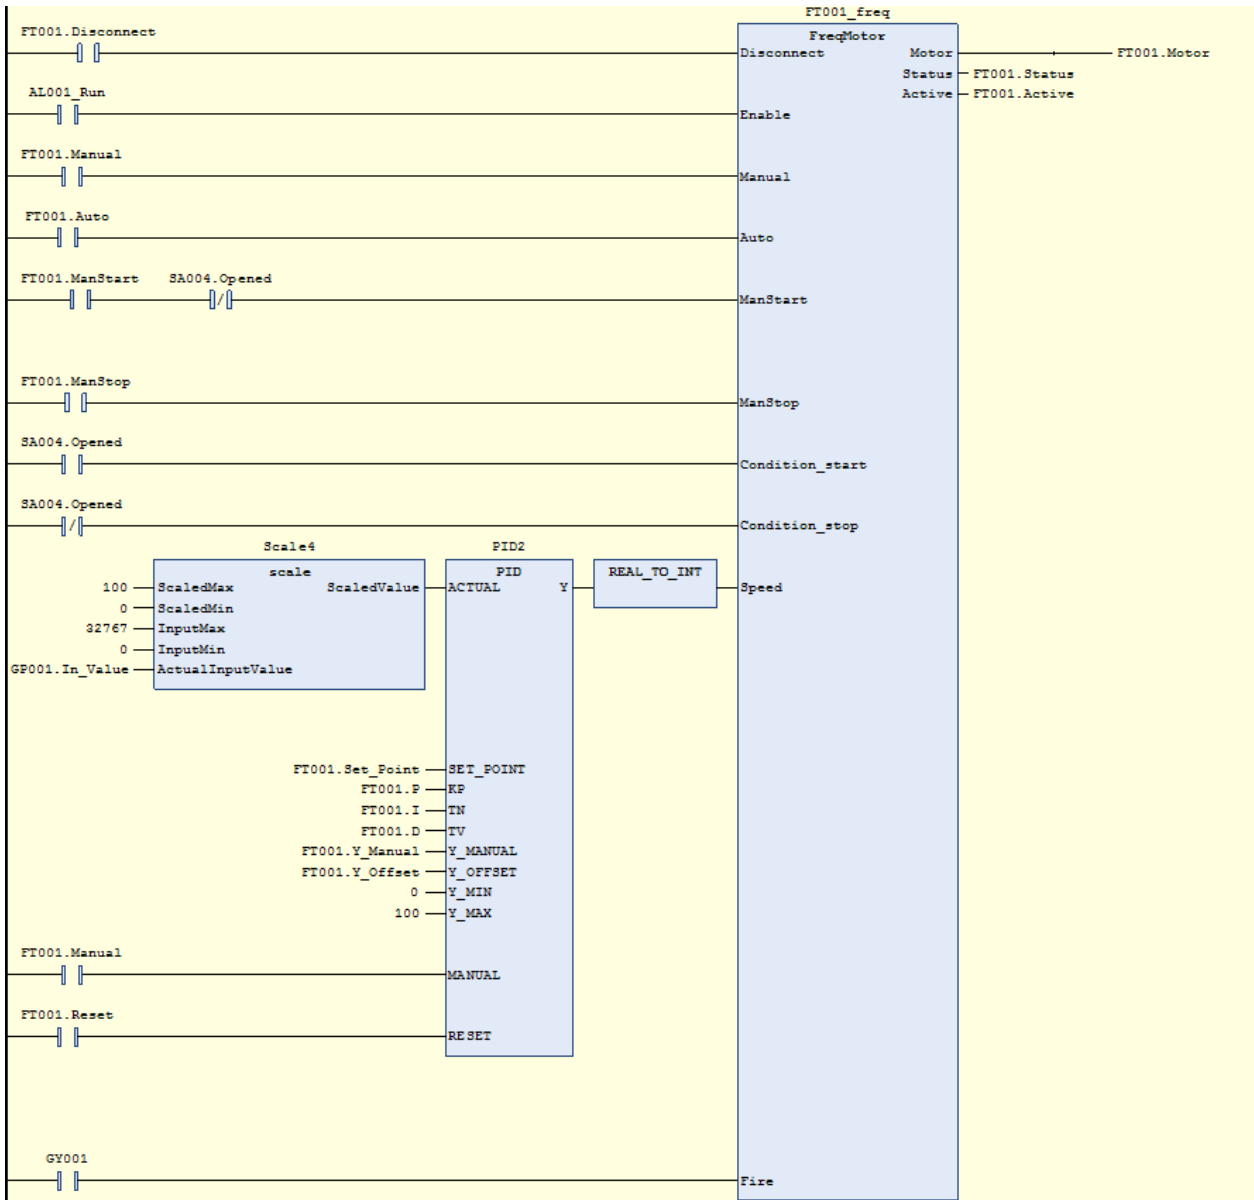 FT001_freq
FT001.Disconnect
FreqMotor
Disconnect Motor FT001.Motor
Status FT001.Status
AL001_Run
Active FT001.Active
Enable
FT001.Manual
Manual
FT001.Auto
Auto
FT001.ManStart SA004.Opened
ManStart
FT001.ManStop
ManStop
SA004.Opened
Condition_start
SA004.Opened
Condition_stop
Scale4 PID2
scale PID REAL_TO_INT
100 ScaledMax ScaledValue ACTUAL Y Speed
0 ScaledMin
32767 InputMax
0 InputMin
GP001.In_Value ActualInputValue
FT001.Set_Point SET_POINT
FT001.P KP
FT001.I TN
FT001.D TV
FT001.Y_Manual Y_MANUAL
FT001.Y_Offset Y_OFFSET
0 Y_MIN
100 Y_MAX
FT001.Manual
MANUAL
FT001.Reset
RESET
GY001
Fire